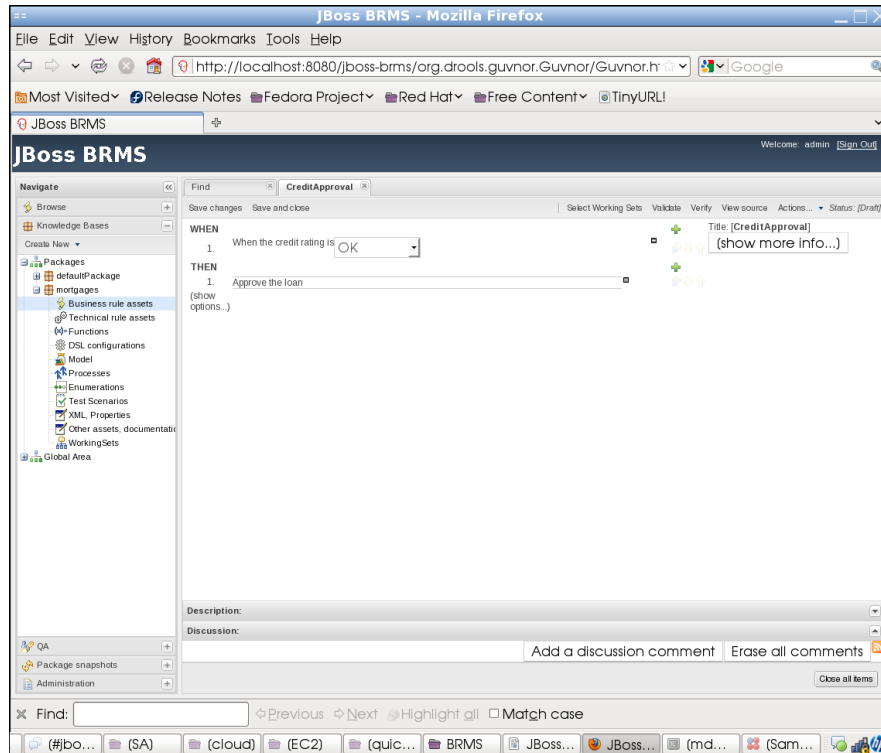 JBoss BRMS - Mozilla Firefox
File Edit View History Bookmarks Tools Help
http://localhost:8080/jboss-brms/org.drools.guvnor.Guvnor/Guvnor.h
Google
Most Visited Release Notes Fedora Project Red Hat Free Content TinyURL!
JBoss BRMS
JBoss BRMS
Welcome: admin [Sign Out]
Navigate
Find CreditApproval
Browse
Save changes Save and close
Select Working Sets Validate Verify View source Actions... Status: [Draft]
Knowledge Bases
Create New
Packages
defaultPackage
mortgages
Business rule assets
Technical rule assets
Functions
DSL configurations
Model
Processes
Enumerations
Test Scenarios
XML, Properties
Other assets, documentatic
WorkingSets
Global Area
WHEN
1. When the credit rating is OK
THEN
1. Approve the loan
(show
options...)
Title: [CreditApproval]
(show more info...)
Description:
Discussion:
Add a discussion comment Erase all comments
Close all items
QA
Package snapshots
Administration
Find: Previous Next Highlight all Match case
(#jbo... (SA) (cloud) (EC2) (quic... BRMS JBoss... JBoss... (md... (Sam...